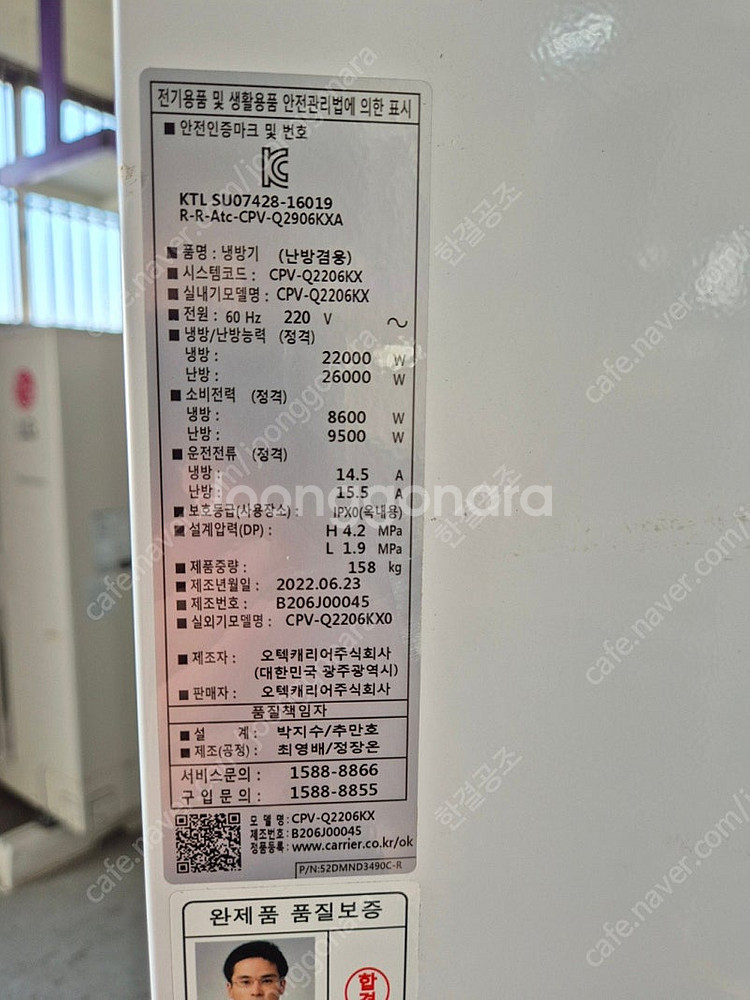 전기용품 및 생활용품 안전관리법에 의한 표시
■ 안전인증마크 및 번호
KTL SU07428-16019
R-R-Atc-CPV-Q2906KXA
■ 품명 : 냉방기 (난방겸용)
■ 시스템코드 : CPV-Q2206KX
■ 실내기모델명 : CPV-Q2206KX
■ 전원 : 60 Hz 220 V ~
■ 냉방/난방능력 (정격)
냉방 : 22000 W
난방 : 26000 W
■ 소비전력 (정격)
냉방 : 8600 W
난방 : 9500 W
■ 운전전류 (정격)
냉방 : 14.5 A
난방 : 15.5 A
■ 보호등급(사용장소) : IPX0(옥내용)
■ 설계압력(DP) : H 4.2 MPa
L 1.9 MPa
■ 제품중량 : 158 kg
■ 제조년월일 : 2022.06.23
■ 제조번호 : B206J00045
■ 실외기모델명 : CPV-Q2206KX0
■ 제조자 : 오텍캐리어주식회사
(대한민국 광주광역시)
■ 판매자 : 오텍캐리어주식회사
품질책임자
■ 설 계 : 박지수/추만호
■ 제조(공정) : 최영배/정장온
서비스문의 : 1588-8866
구입문의 : 1588-8855
모 델 명 : CPV-Q2206KX
제조번호 : B206J00045
정품등록 : www.carrier.co.kr/ok
P/N:52DMND3490C-R
완제품 품질보증
합격
joonggonara
cafe.naver.com/joonggonara
한결공조